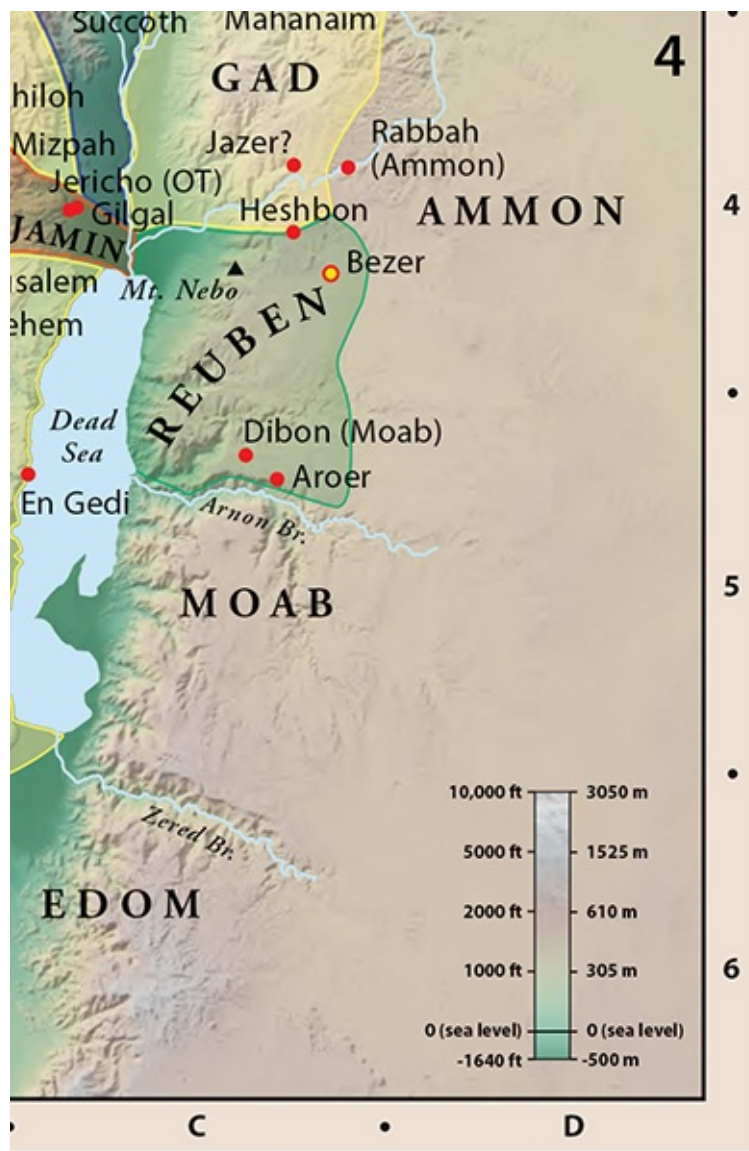 Succoth
Mahanaim
4
GAD
hiloh
Mizpah
Jazer?
Rabbah
(Ammon)
Jericho (OT)
Gilgal
Heshbon
AMMON
4
JAMIN
Bezer
salem
Mt. Nebo
ehem
REUBEN
Dead
Sea
Dibon (Moab)
Aroer
En Gedi
Arnon Br.
MOAB
5
10,000 ft
3050 m
Zered Br.
5000 ft
1525 m
EDOM
2000 ft
610 m
1000 ft
305 m
6
0 (sea level)
0 (sea level)
-1640 ft
-500 m
C
D